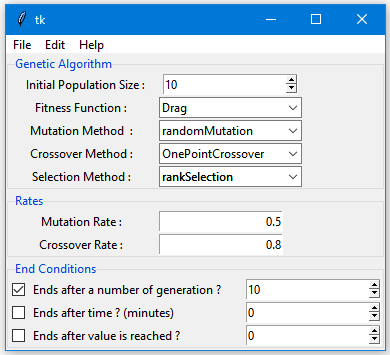 tk
File Edit Help
Genetic Algorithm
Initial Population Size : 10
Fitness Function : Drag
Mutation Method : randomMutation
Crossover Method : OnePointCrossover
Selection Method : rankSelection
Rates
Mutation Rate : 0.5
Crossover Rate : 0.8
End Conditions
Ends after a number of generation ? 10
Ends after time ? (minutes) 0
Ends after value is reached ? 0